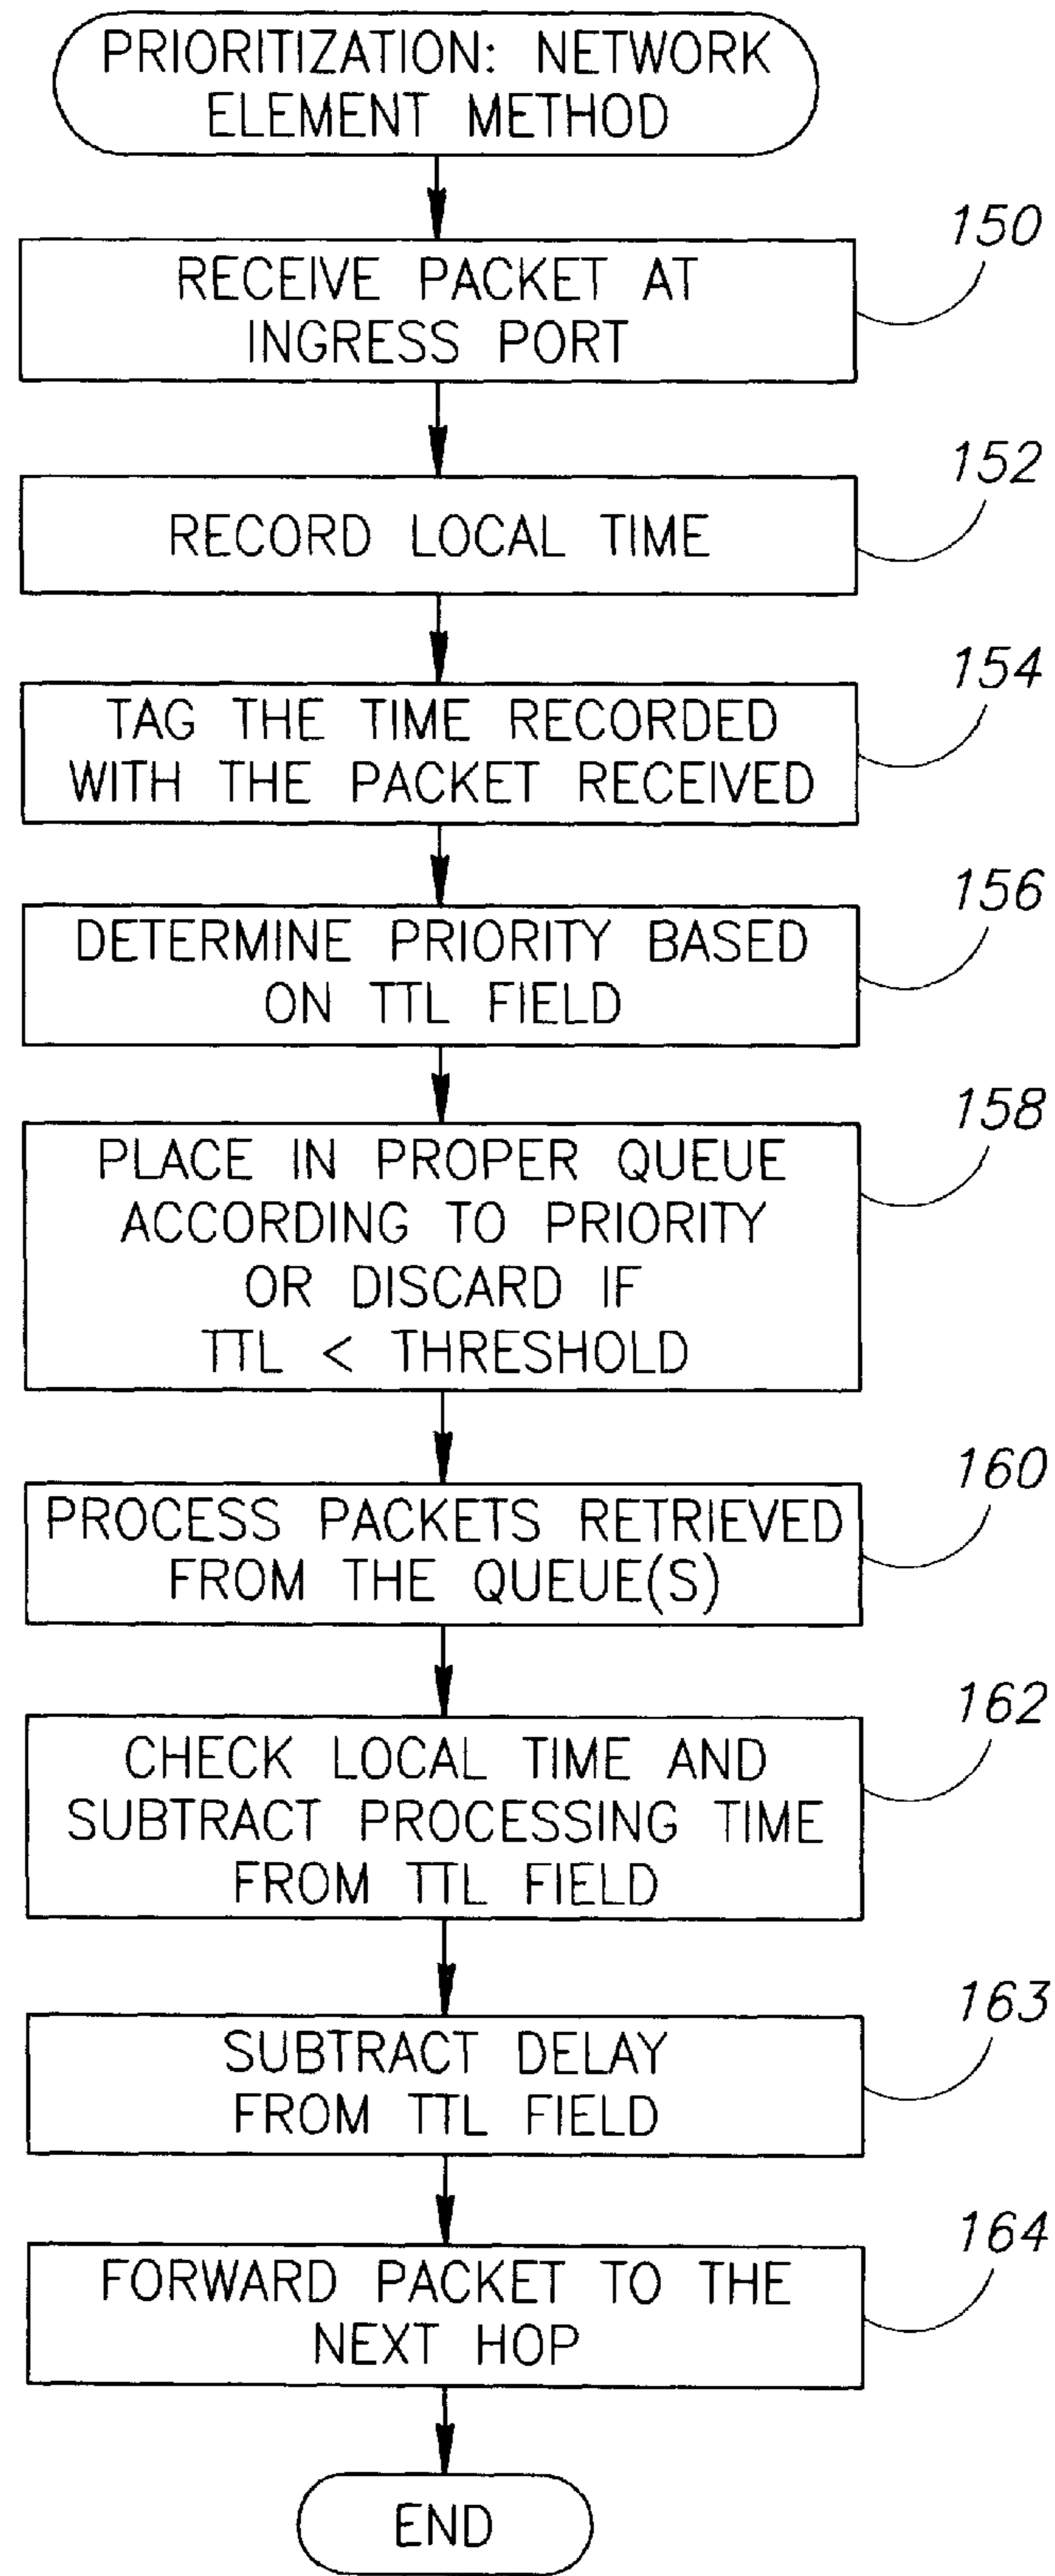 PRIORITIZATION: NETWORK
ELEMENT METHOD
150
RECEIVE PACKET AT
INGRESS PORT
152
RECORD LOCAL TIME
154
TAG THE TIME RECORDED
WITH THE PACKET RECEIVED
156
DETERMINE PRIORITY BASED
ON TTL FIELD
158
PLACE IN PROPER QUEUE
ACCORDING TO PRIORITY
OR DISCARD IF
TTL < THRESHOLD
160
PROCESS PACKETS RETRIEVED
FROM THE QUEUE(S)
162
CHECK LOCAL TIME AND
SUBTRACT PROCESSING TIME
FROM TTL FIELD
163
SUBTRACT DELAY
FROM TTL FIELD
164
FORWARD PACKET TO THE
NEXT HOP
END